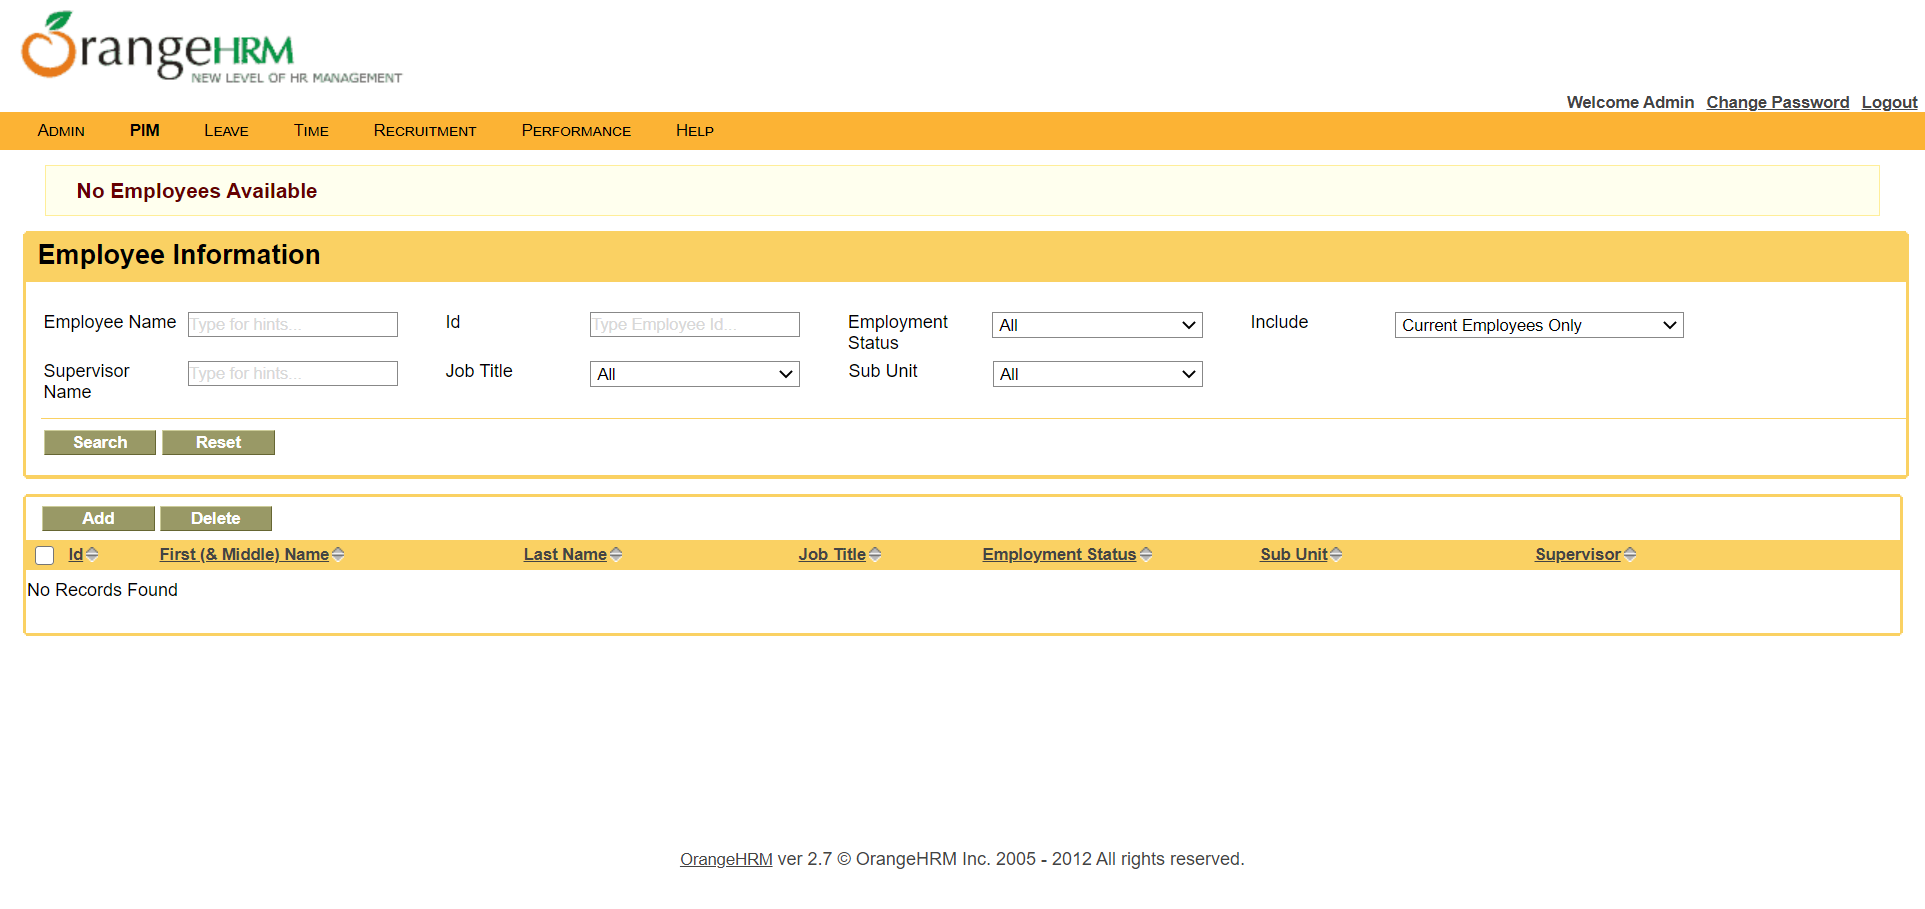 OrangeHRM
NEW LEVEL OF HR MANAGEMENT
Welcome Admin Change Password Logout
ADMIN PIM LEAVE TIME RECRUITMENT PERFORMANCE HELP
No Employees Available
Employee Information
Employee Name Type for hints... Id Type Employee Id... Employment Status All Include Current Employees Only
Supervisor Name Type for hints... Job Title All Sub Unit All
Search Reset
Add Delete
Id First (& Middle) Name Last Name Job Title Employment Status Sub Unit Supervisor
No Records Found
OrangeHRM ver 2.7 © OrangeHRM Inc. 2005 - 2012 All rights reserved.